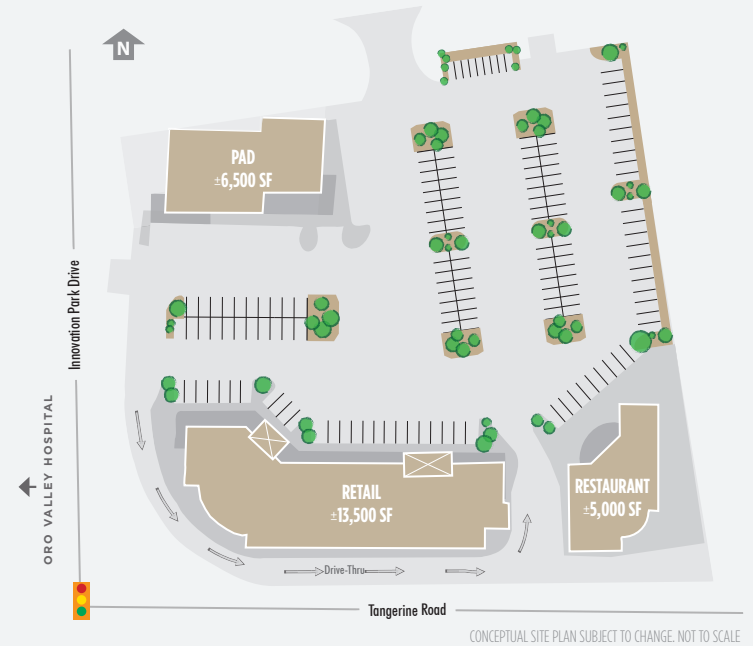 N
PAD
±6,500 SF
Innovation Park Drive
ORO VALLEY HOSPITAL
RETAIL
±13,500 SF
RESTAURANT
±5,000 SF
Drive-Thru
Tangerine Road
CONCEPTUAL SITE PLAN SUBJECT TO CHANGE. NOT TO SCALE